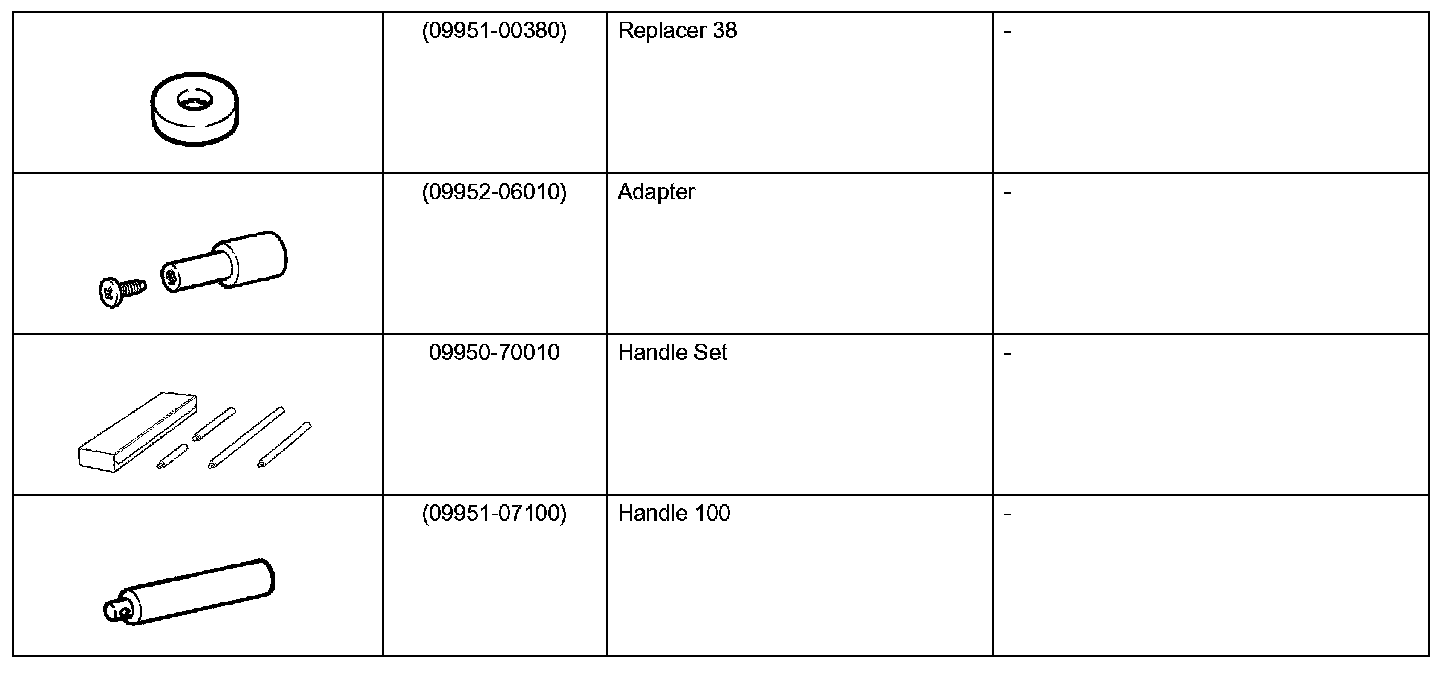 (09951-00380) Replacer 38 -
(09952-06010) Adapter -
09950-70010 Handle Set -
(09951-07100) Handle 100 -